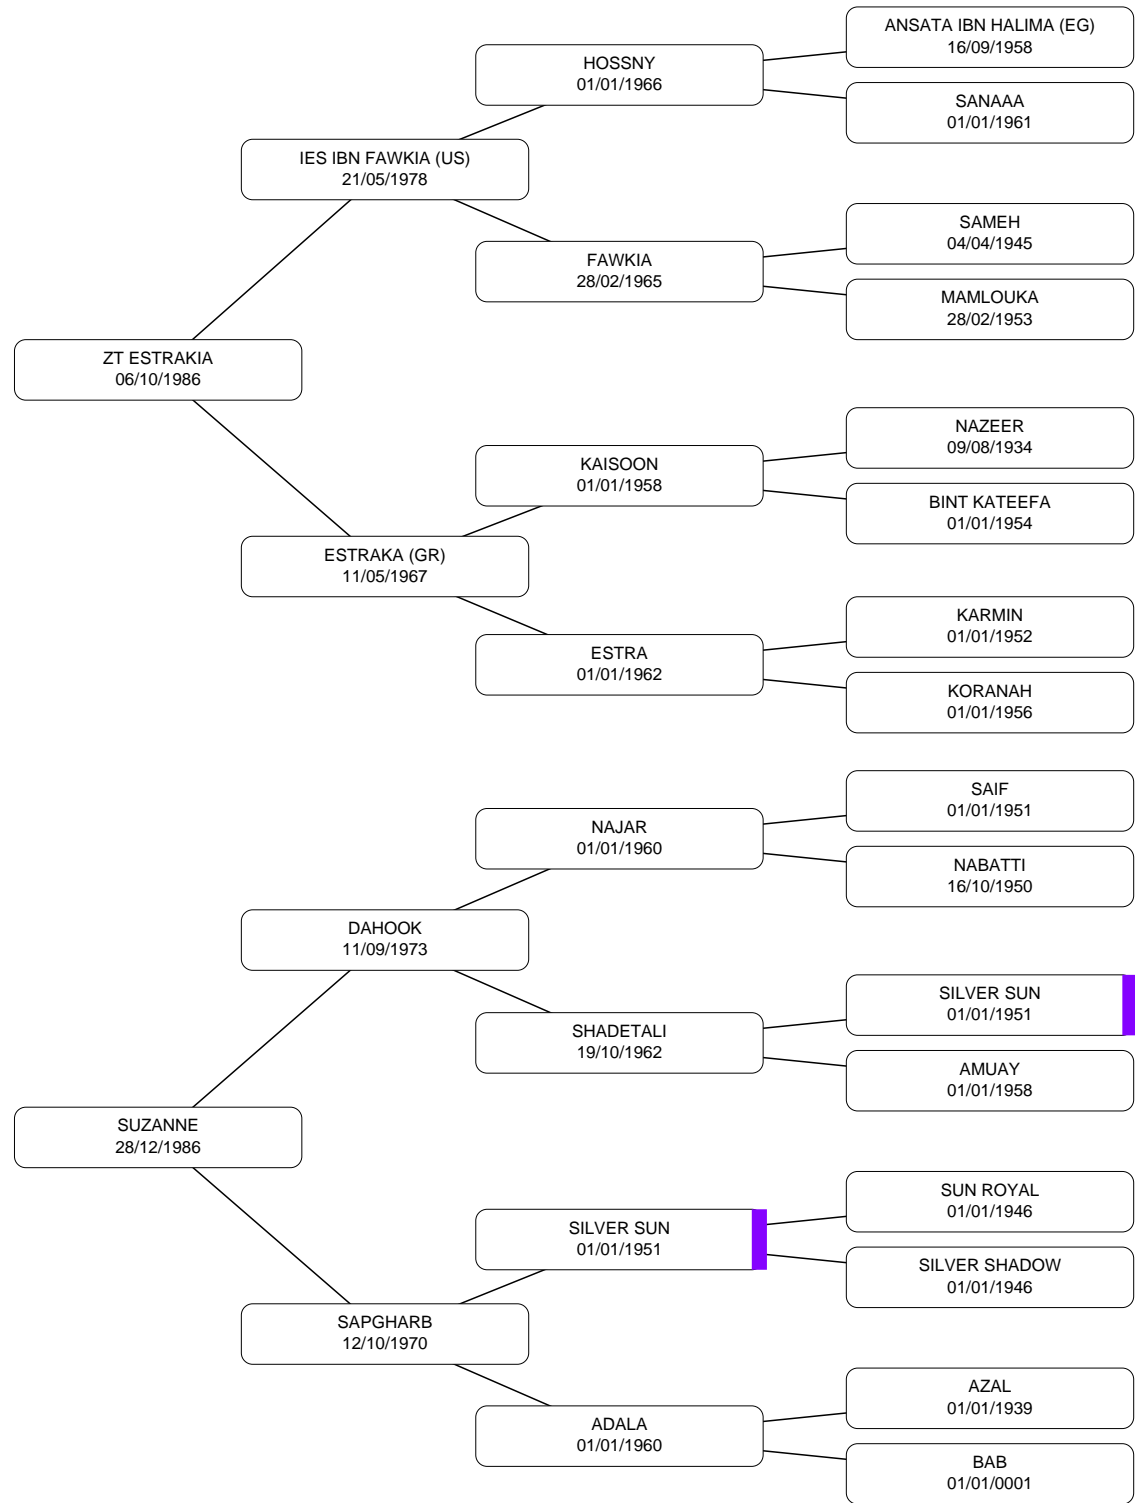 ANSATA IBN HALIMA (EG)
16/09/1958
HOSSNY
01/01/1966
SANAAA
01/01/1961
IES IBN FAWKIA (US)
21/05/1978
SAMEH
04/04/1945
FAWKIA
28/02/1965
MAMLOUKA
28/02/1953
ZT ESTRAKIA
06/10/1986
NAZEER
09/08/1934
KAISOON
01/01/1958
BINT KATEEFA
01/01/1954
ESTRAKA (GR)
11/05/1967
KARMIN
01/01/1952
ESTRA
01/01/1962
KORANAH
01/01/1956
SAIF
01/01/1951
NAJAR
01/01/1960
NABATTI
16/10/1950
DAHOOK
11/09/1973
SILVER SUN
01/01/1951
SHADETALI
19/10/1962
AMUAY
01/01/1958
SUZANNE
28/12/1986
SUN ROYAL
01/01/1946
SILVER SUN
01/01/1951
SILVER SHADOW
01/01/1946
SAPGHARB
12/10/1970
AZAL
01/01/1939
ADALA
01/01/1960
BAB
01/01/0001